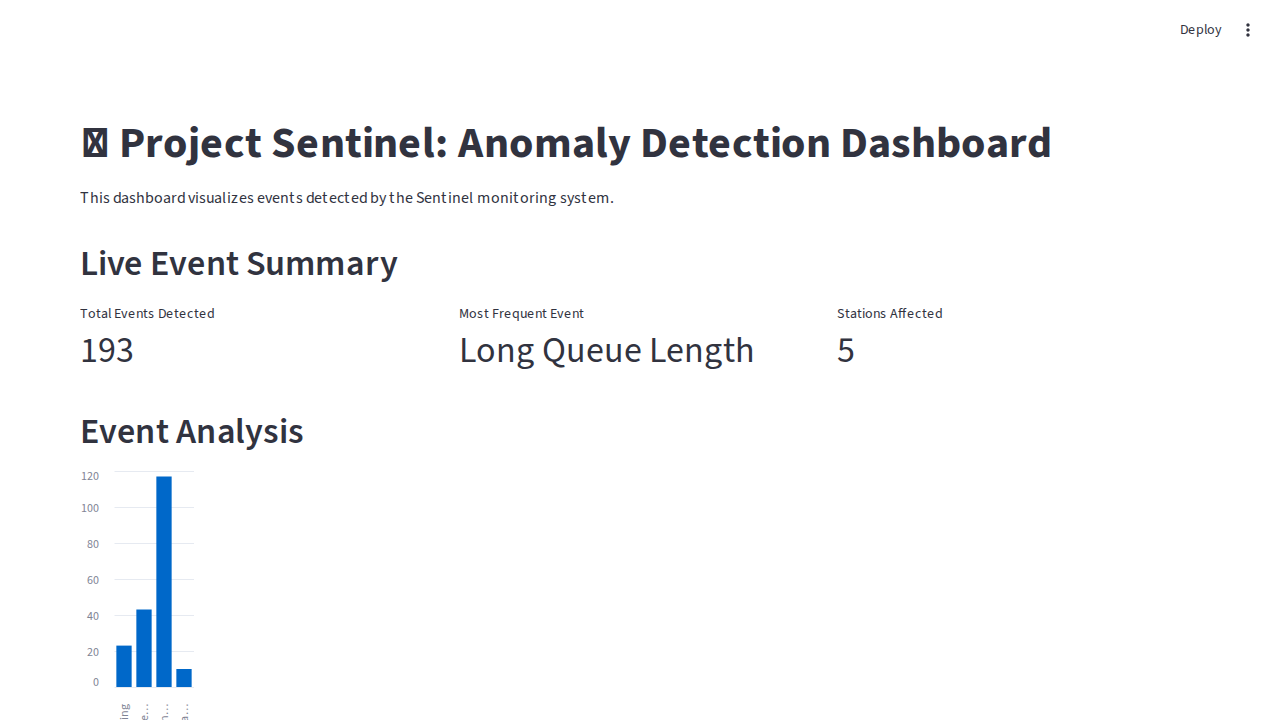 Deploy
Project Sentinel: Anomaly Detection Dashboard
This dashboard visualizes events detected by the Sentinel monitoring system.
Live Event Summary
Total Events Detected
193
Most Frequent Event
Long Queue Length
Stations Affected
5
Event Analysis
120
100
80
60
40
20
0